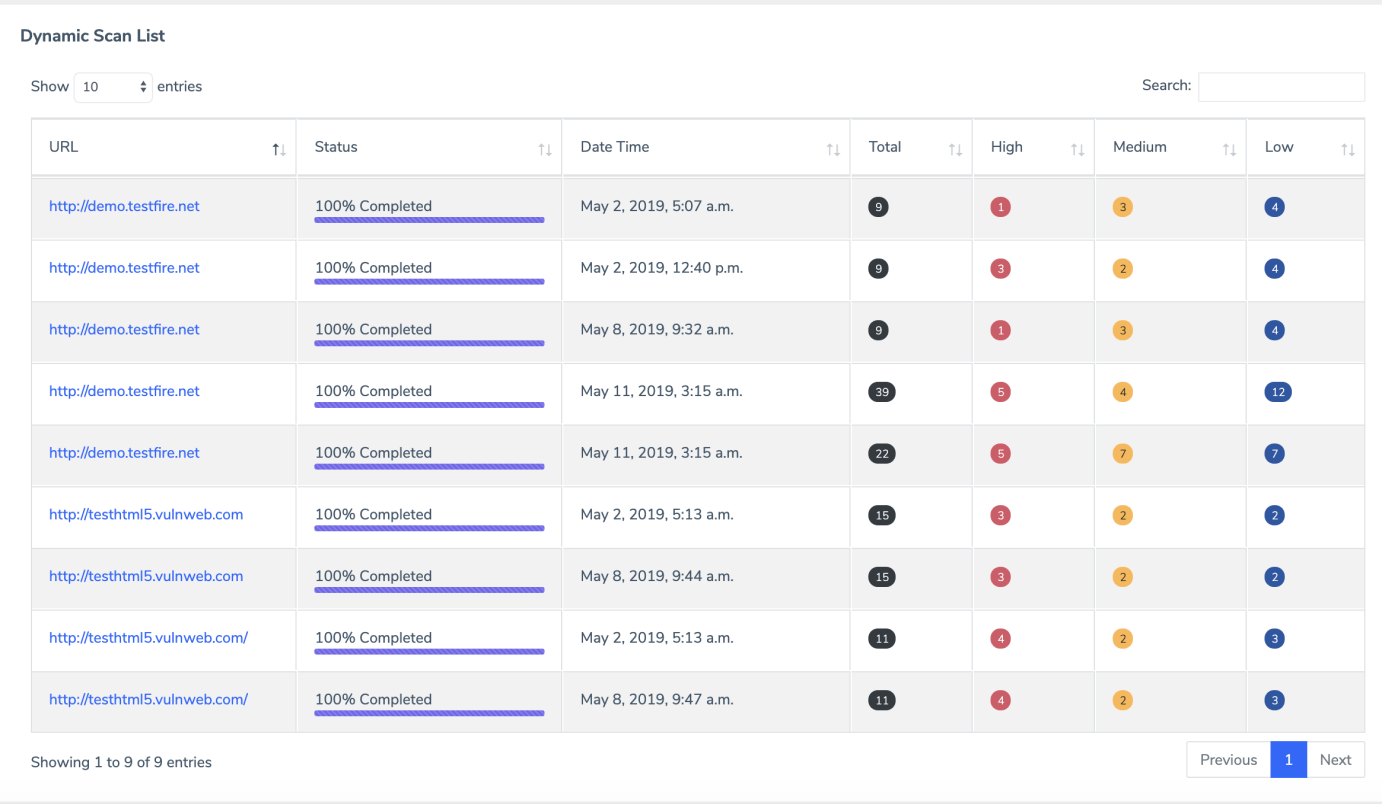 Dynamic Scan List
Show 10 entries Search:
URL Status Date Time Total High Medium Low
http://demo.testfire.net 100% Completed May 2, 2019, 5:07 a.m. 9 1 3 4
http://demo.testfire.net 100% Completed May 2, 2019, 12:40 p.m. 9 3 2 4
http://demo.testfire.net 100% Completed May 8, 2019, 9:32 a.m. 9 1 3 4
http://demo.testfire.net 100% Completed May 11, 2019, 3:15 a.m. 39 5 4 12
http://demo.testfire.net 100% Completed May 11, 2019, 3:15 a.m. 22 5 7 7
http://testhtml5.vulnweb.com 100% Completed May 2, 2019, 5:13 a.m. 15 3 2 2
http://testhtml5.vulnweb.com 100% Completed May 8, 2019, 9:44 a.m. 15 3 2 2
http://testhtml5.vulnweb.com/ 100% Completed May 2, 2019, 5:13 a.m. 11 4 2 3
http://testhtml5.vulnweb.com/ 100% Completed May 8, 2019, 9:47 a.m. 11 4 2 3
Showing 1 to 9 of 9 entries Previous 1 Next